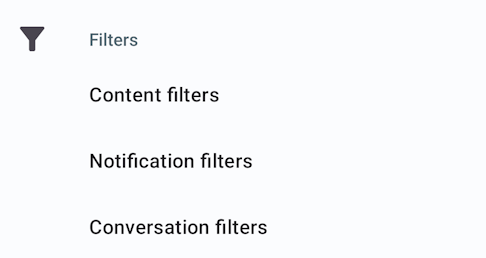 Filters
Content filters
Notification filters
Conversation filters